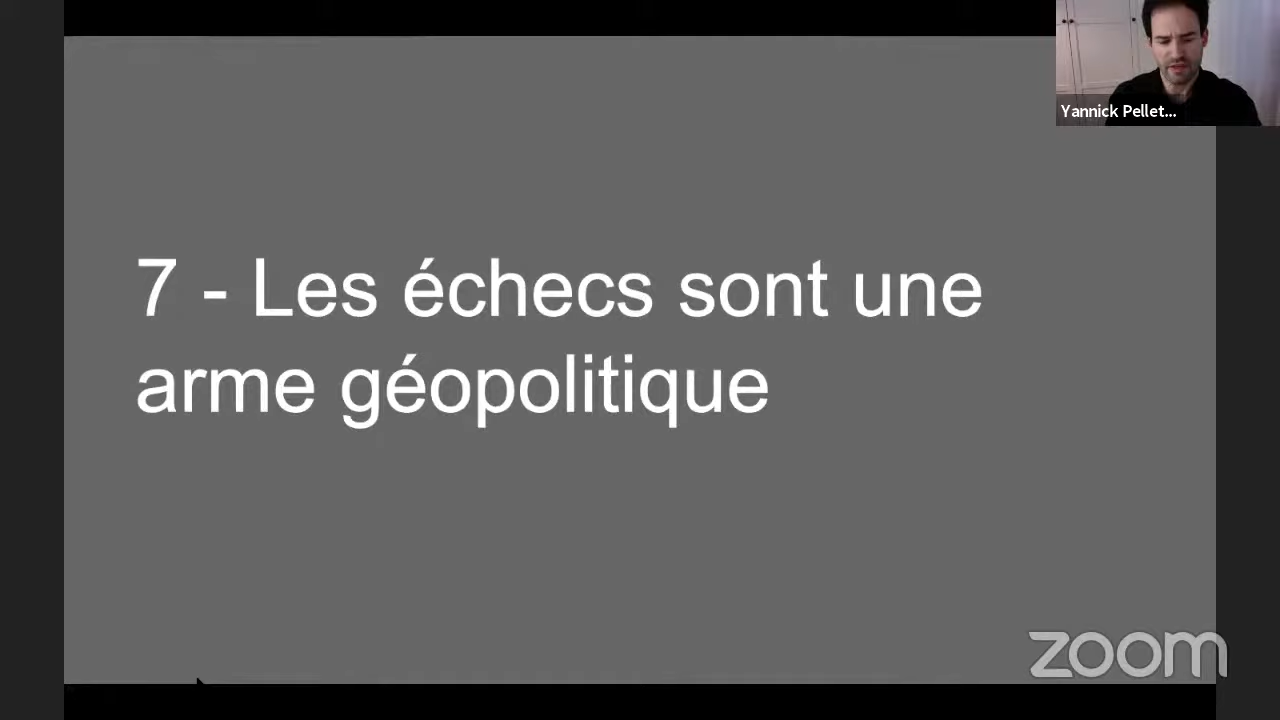 Yannick Pellet...
7 - Les échecs sont une
arme géopolitique
zoom